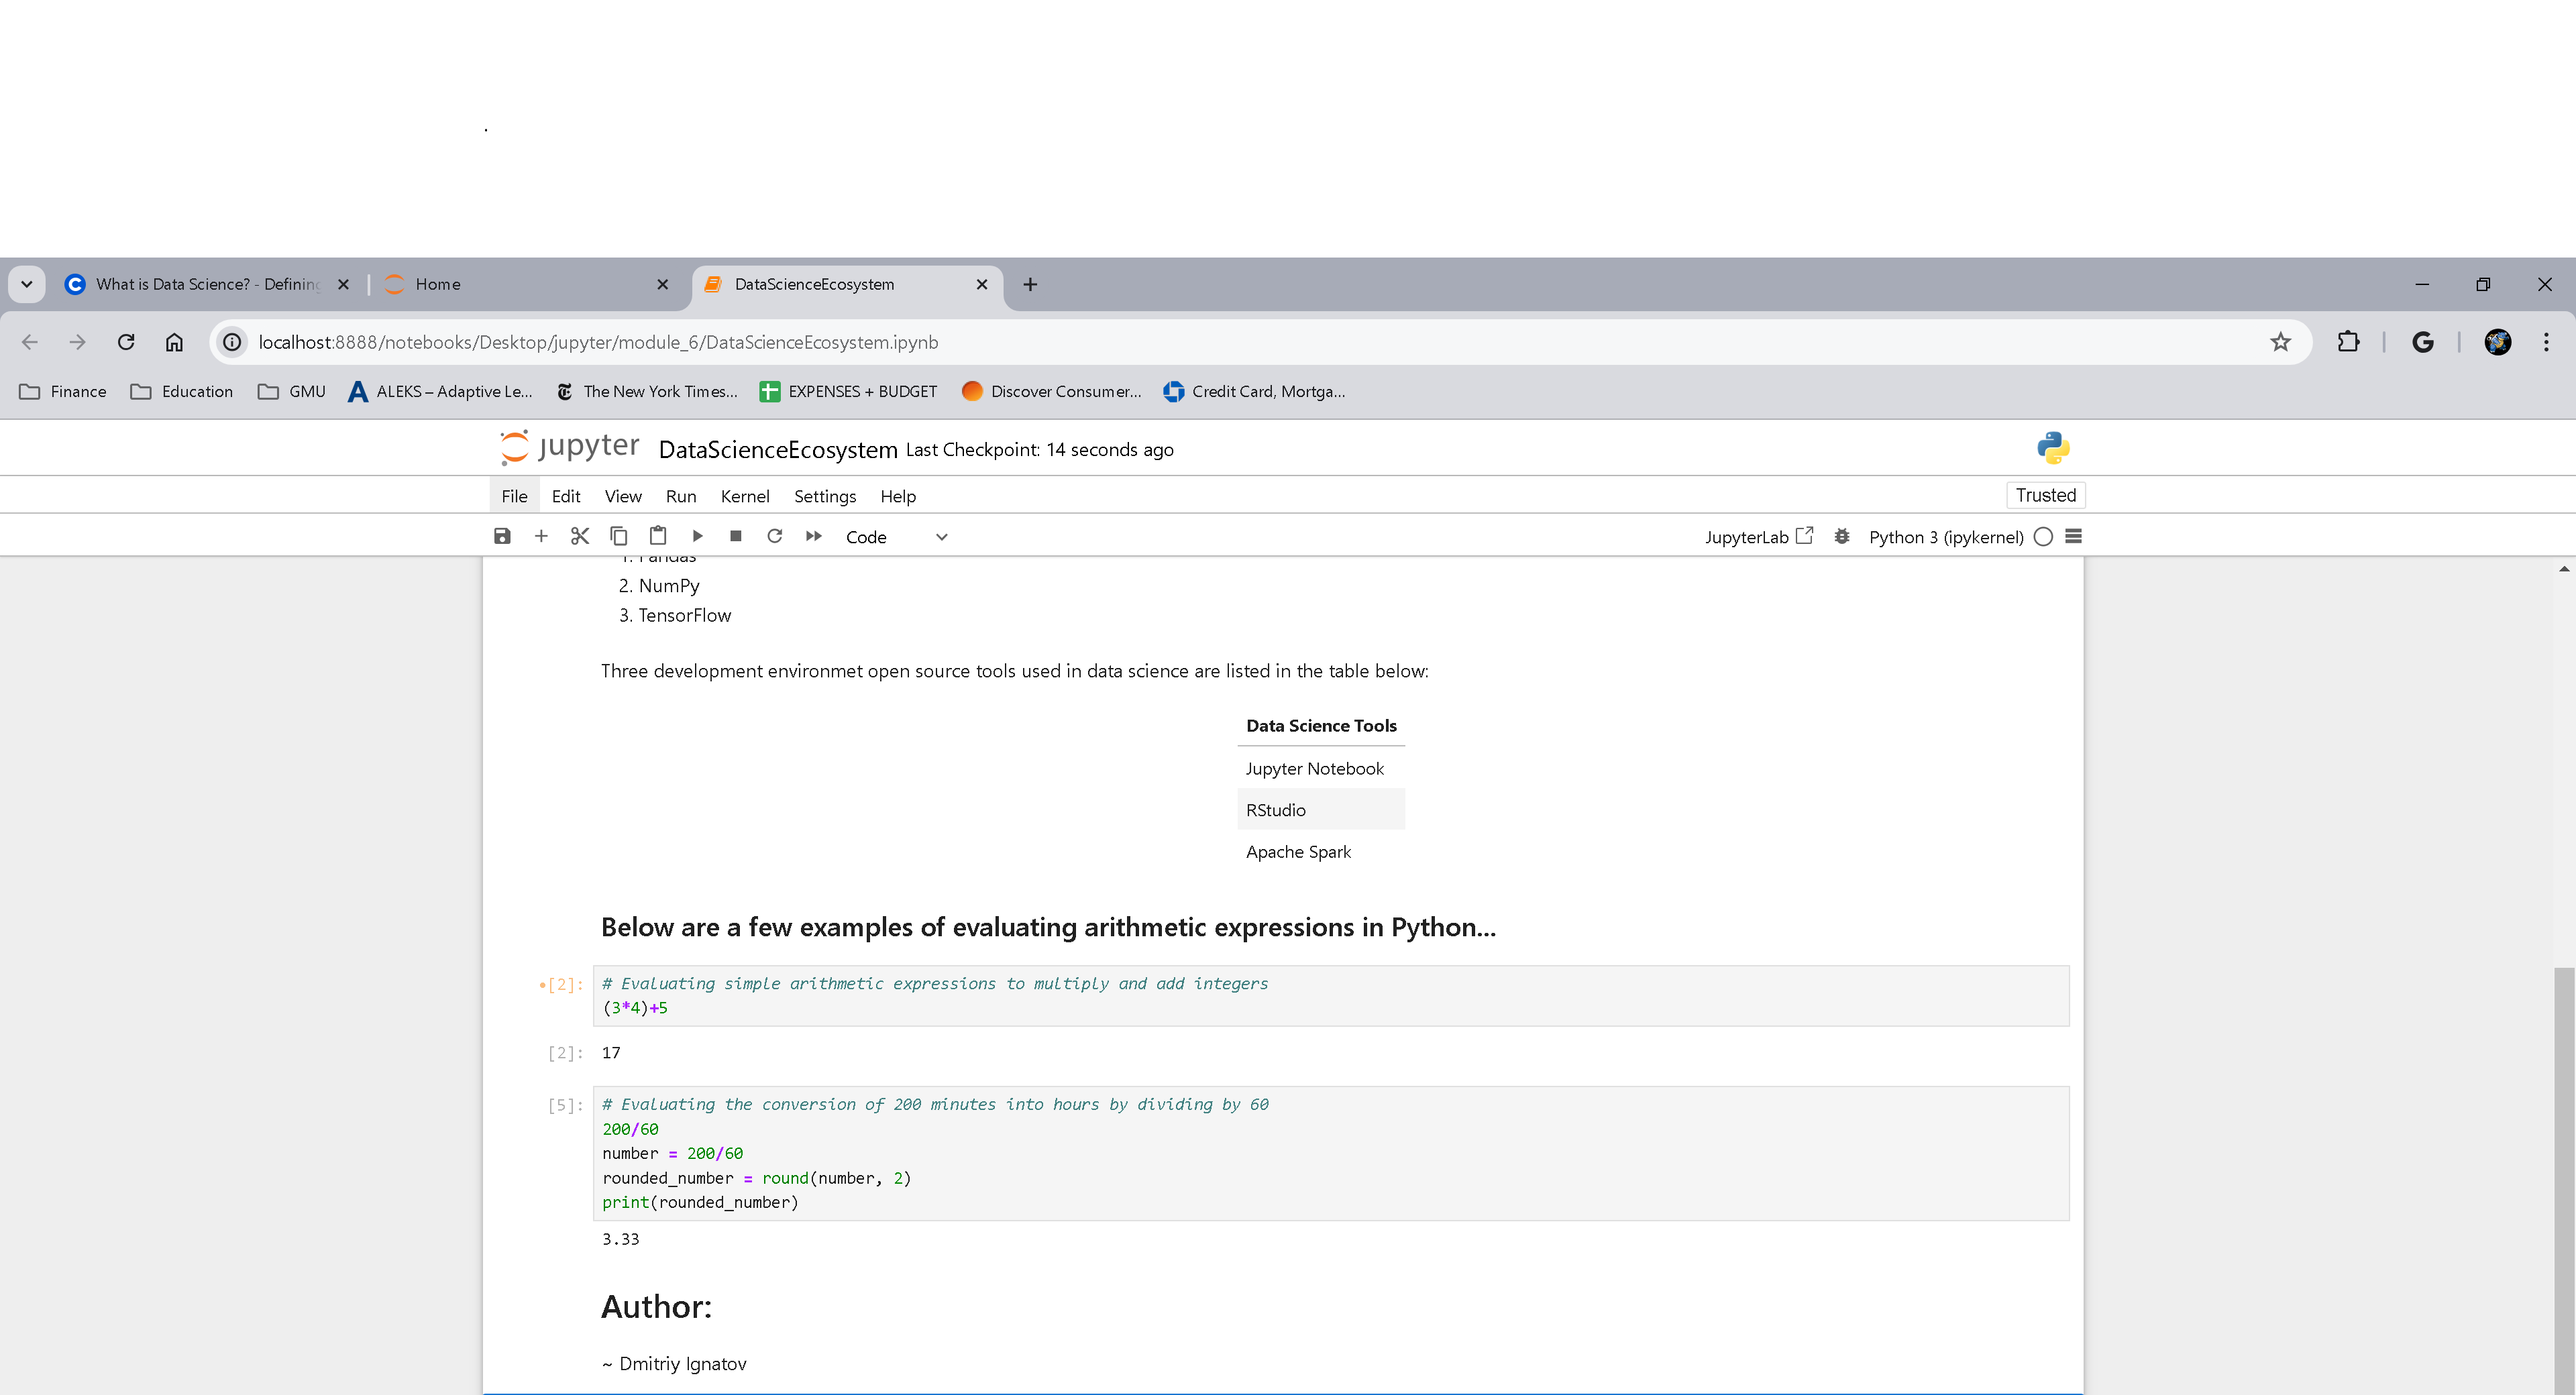 What is Data Science? - Defining
Home
DataScienceEcosystem
localhost:8888/notebooks/Desktop/jupyter/module_6/DataScienceEcosystem.ipynb
Finance Education GMU ALEKS – Adaptive Le... The New York Times... EXPENSES + BUDGET Discover Consumer... Credit Card, Mortga...
jupyter DataScienceEcosystem Last Checkpoint: 14 seconds ago
File Edit View Run Kernel Settings Help Trusted
Code JupyterLab Python 3 (ipykernel)
1. Pandas
2. NumPy
3. TensorFlow
Three development environmet open source tools used in data science are listed in the table below:
Data Science Tools
Jupyter Notebook
RStudio
Apache Spark
Below are a few examples of evaluating arithmetic expressions in Python...
•[2]: # Evaluating simple arithmetic expressions to multiply and add integers
(3*4)+5
[2]: 17
[5]: # Evaluating the conversion of 200 minutes into hours by dividing by 60
200/60
number = 200/60
rounded_number = round(number, 2)
print(rounded_number)
3.33
Author:
~ Dmitriy Ignatov